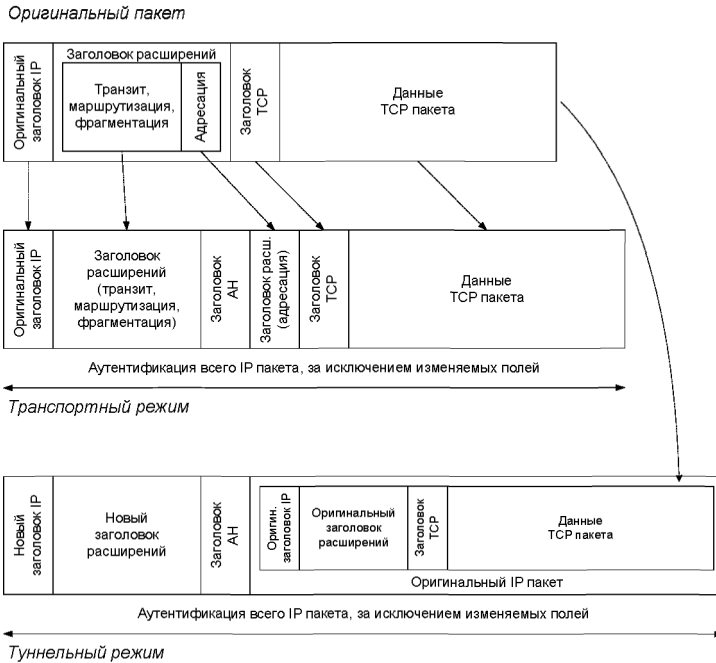 Оригинальный пакет
Оригинальный
заголовок IP
Заголовок расширений
Транзит,
маршрутизация,
фрагментация
Адресация
Заголовок
TCP
Данные
TCP пакета
Оригинальный
заголовок IP
Заголовок
расширений
(транзит,
маршрутизация,
фрагментация)
Заголовок
AH
Заголовок расш.
(адресация)
Заголовок
TCP
Данные
TCP пакета
Аутентификация всего IP пакета, за исключением изменяемых полей
Транспортный режим
Новый
заголовок IP
Новый
заголовок
расширений
Заголовок
AH
Оригин.
заголовок IP
Оригинальный
заголовок
расширений
Заголовок
TCP
Данные
TCP пакета
Оригинальный IP пакет
Аутентификация всего IP пакета, за исключением изменяемых полей
Туннельный режим